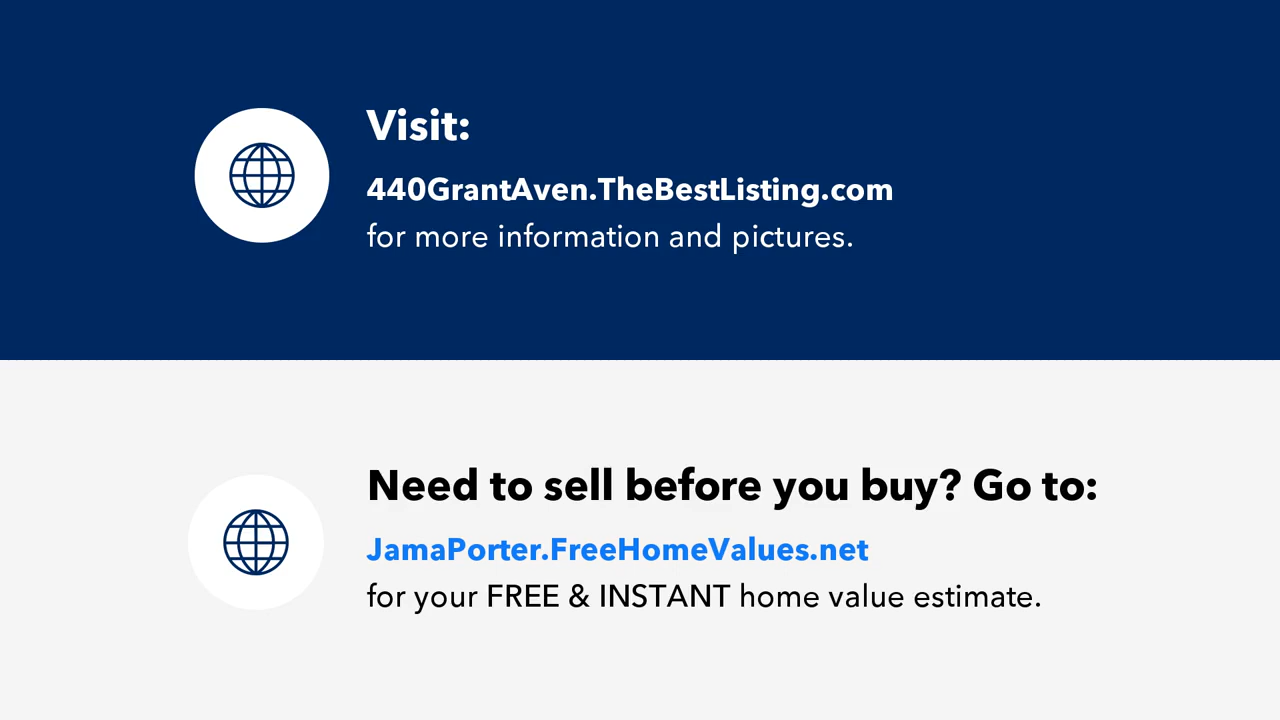 Visit:
440GrantAven.TheBestListing.com
for more information and pictures.
Need to sell before you buy? Go to:
JamaPorter.FreeHomeValues.net
for your FREE & INSTANT home value estimate.